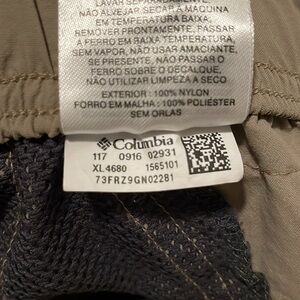 LAVAR SEPARADAMENTE,
NÃO ALVEJAR, SECAR À MÁQUINA
EM TEMPERATURA BAIXA,
REMOVER PRONTAMENTE, PASSAR
A FERRO EM BAIXA TEMPERATURA,
SEM VAPOR, NÃO USAR AMACIANTE,
SE PRESENTE, NÃO PASSAR O
FERRO SOBRE O DECALQUE,
NÃO UTILIZAR LIMPEZA A SECO
EXTERIOR : 100% NYLON
FORRO EM MALHA : 100% POLIÉSTER
SEM ORLAS
Columbia
117 0916 02931
XL.4680 1565101
73FRZ9GN02281